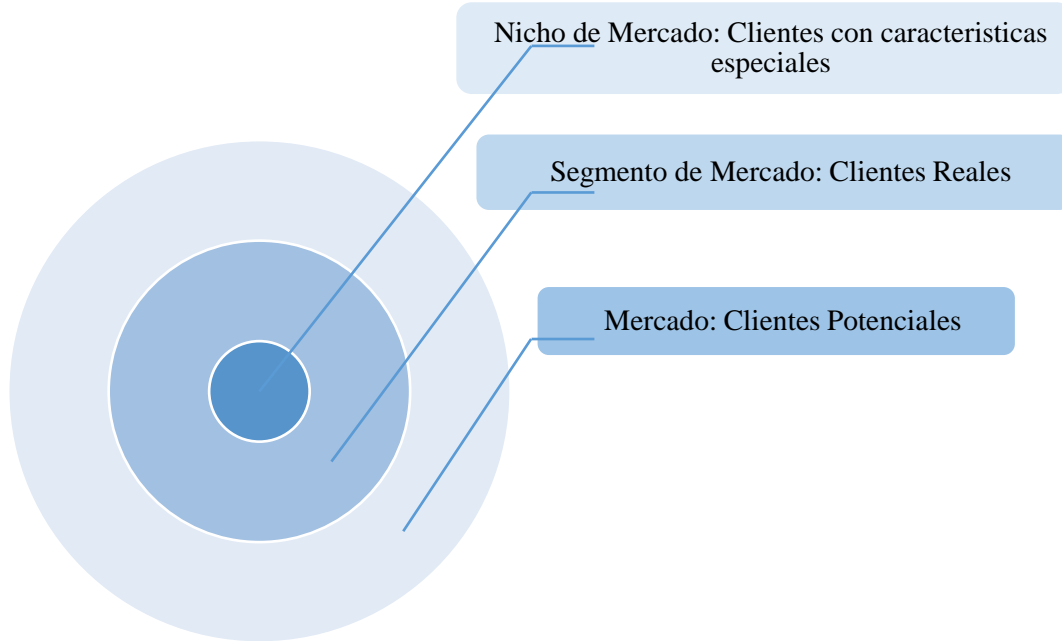 Nicho de Mercado: Clientes con caracteristicas
especiales
Segmento de Mercado: Clientes Reales
Mercado: Clientes Potenciales